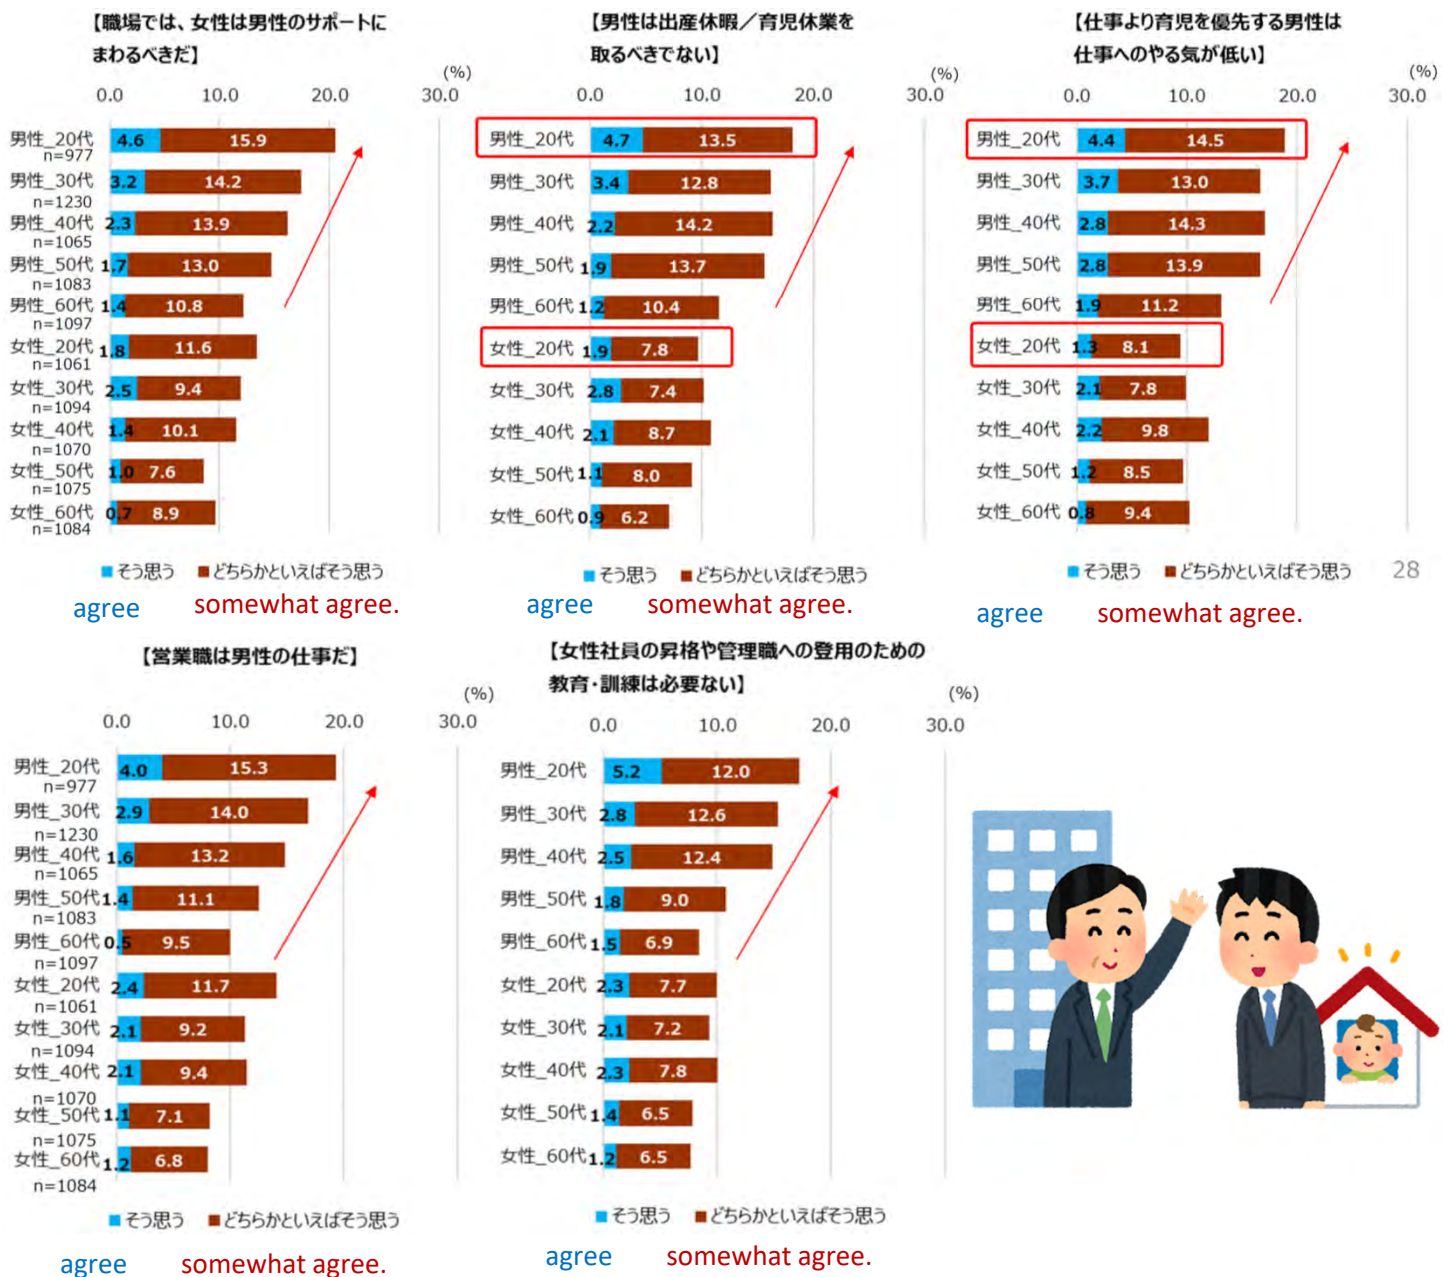 【職場では、女性は男性のサポートに
まわるべきだ】
(%)
0.0 10.0 20.0 30.0
男性_20代 4.6 15.9
n=977
男性_30代 3.2 14.2
n=1230
男性_40代 2.3 13.9
n=1065
男性_50代 1.7 13.0
n=1083
男性_60代 1.4 10.8
n=1097
女性_20代 1.8 11.6
n=1061
女性_30代 2.5 9.4
n=1094
女性_40代 1.4 10.1
n=1070
女性_50代 1.0 7.6
n=1075
女性_60代 0.7 8.9
n=1084
そう思う どちらかといえばそう思う
agree somewhat agree.
【男性は出産休暇／育児休業を
取るべきでない】
(%)
0.0 10.0 20.0 30.0
男性_20代 4.7 13.5
男性_30代 3.4 12.8
男性_40代 2.2 14.2
男性_50代 1.9 13.7
男性_60代 1.2 10.4
女性_20代 1.9 7.8
女性_30代 2.8 7.4
女性_40代 2.1 8.7
女性_50代 1.1 8.0
女性_60代 0.9 6.2
そう思う どちらかといえばそう思う
agree somewhat agree.
【仕事より育児を優先する男性は
仕事へのやる気が低い】
(%)
0.0 10.0 20.0 30.0
男性_20代 4.4 14.5
男性_30代 3.7 13.0
男性_40代 2.8 14.3
男性_50代 2.8 13.9
男性_60代 1.9 11.2
女性_20代 1.3 8.1
女性_30代 2.1 7.8
女性_40代 2.2 9.8
女性_50代 1.2 8.5
女性_60代 0.8 9.4
そう思う どちらかといえばそう思う
28
agree somewhat agree.
【営業職は男性の仕事だ】
(%)
0.0 10.0 20.0 30.0
男性_20代 4.0 15.3
n=977
男性_30代 2.9 14.0
n=1230
男性_40代 1.6 13.2
n=1065
男性_50代 1.4 11.1
n=1083
男性_60代 0.5 9.5
n=1097
女性_20代 2.4 11.7
n=1061
女性_30代 2.1 9.2
n=1094
女性_40代 2.1 9.4
n=1070
女性_50代 1.1 7.1
n=1075
女性_60代 1.2 6.8
n=1084
そう思う どちらかといえばそう思う
agree somewhat agree.
【女性社員の昇格や管理職への登用のための
教育・訓練は必要ない】
(%)
0.0 10.0 20.0 30.0
男性_20代 5.2 12.0
男性_30代 2.8 12.6
男性_40代 2.5 12.4
男性_50代 1.8 9.0
男性_60代 1.5 6.9
女性_20代 2.3 7.7
女性_30代 2.1 7.2
女性_40代 2.3 7.8
女性_50代 1.4 6.5
女性_60代 1.2 6.5
そう思う どちらかといえばそう思う
agree somewhat agree.